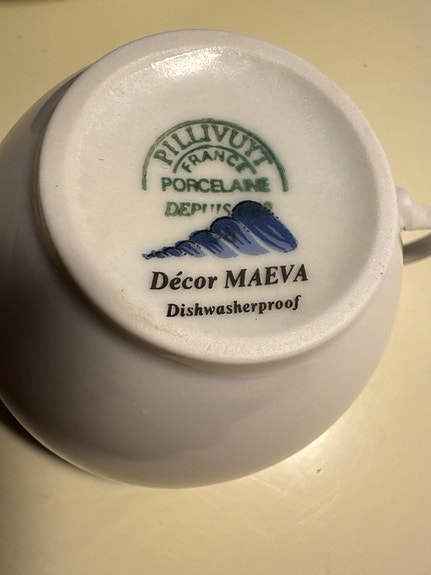 PILLIVUYT
FRANCE
PORCELAINE
DEPUIS
Décor MAEVA
Dishwasherproof